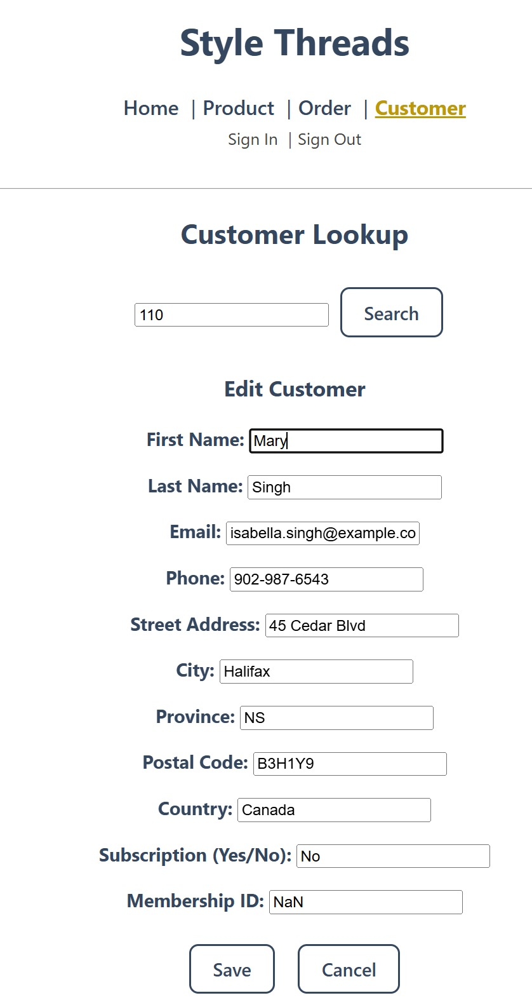 Style Threads
Home | Product | Order | Customer
Sign In | Sign Out
Customer Lookup
110 Search
Edit Customer
First Name: Mary
Last Name: Singh
Email: isabella.singh@example.co
Phone: 902-987-6543
Street Address: 45 Cedar Blvd
City: Halifax
Province: NS
Postal Code: B3H1Y9
Country: Canada
Subscription (Yes/No): No
Membership ID: NaN
Save Cancel